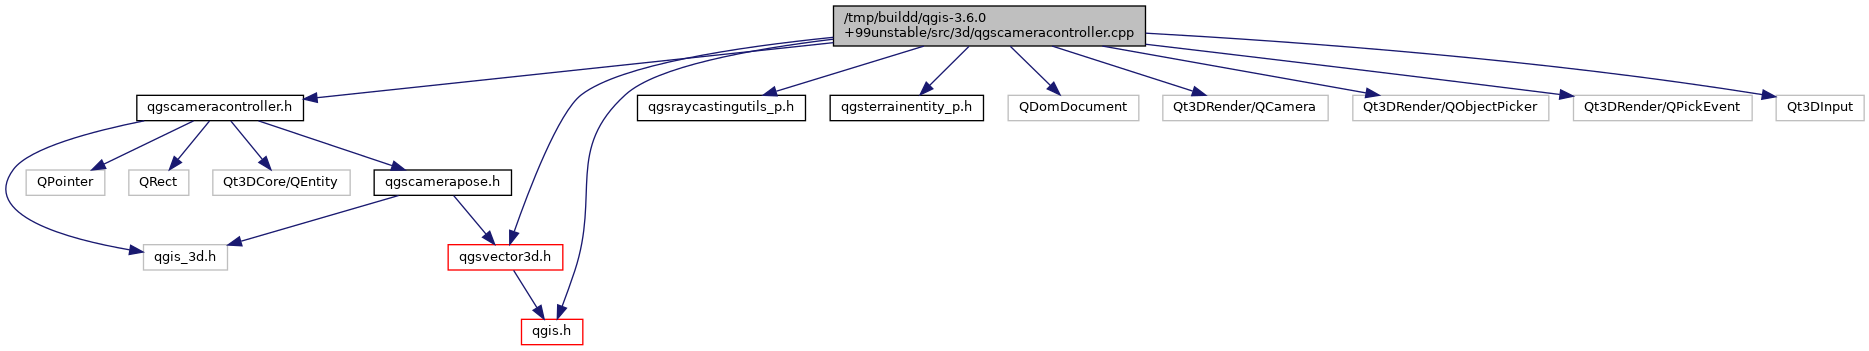 /tmp/buildd/qgis-3.6.0
+99unstable/src/3d/qgscameracontroller.cpp
qgscameracontroller.h
qgsraycastingutils_p.h
qgsterrainentity_p.h
QDomDocument
Qt3DRender/QCamera
Qt3DRender/QObjectPicker
Qt3DRender/QPickEvent
Qt3DInput
QPointer
QRect
Qt3DCore/QEntity
qgscamerapose.h
qgis_3d.h
qgsvector3d.h
qgis.h